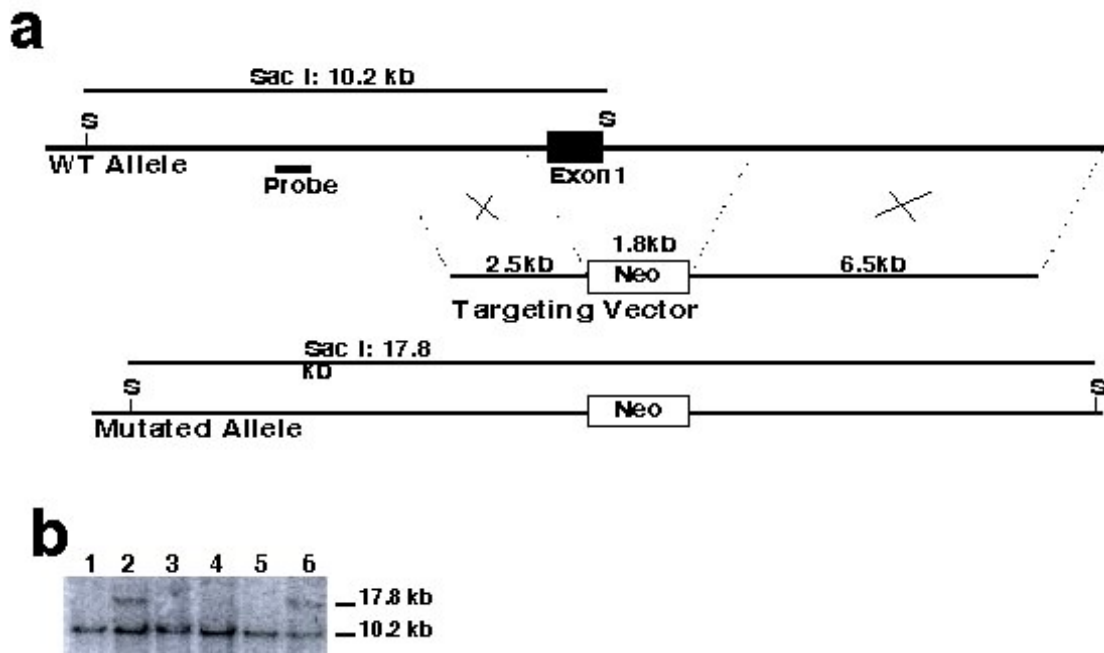 a
Sac I: 10.2 kb
S S
WT Allele
Probe
Exon1
1.8kb
2.5kb Neo 6.5kb
Targeting Vector
Sac I: 17.8
kb
S S
Neo
Mutated Allele
b
1 2 3 4 5 6
17.8 kb
10.2 kb